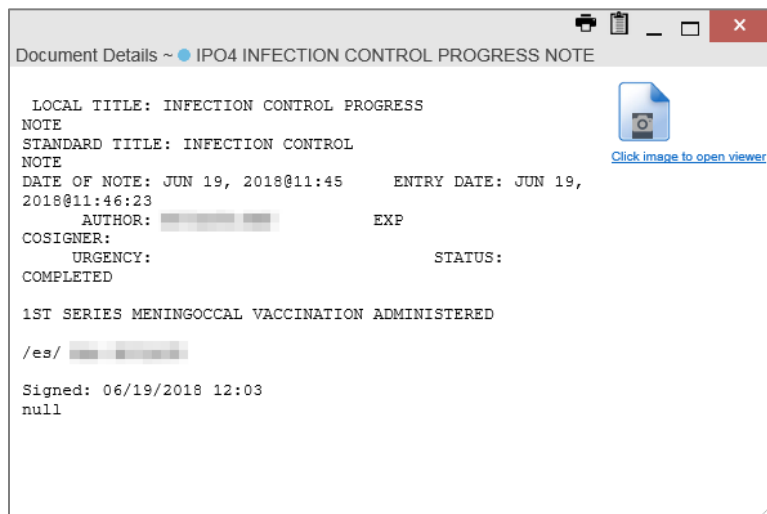 Document Details ~ IPO4 INFECTION CONTROL PROGRESS NOTE
LOCAL TITLE: INFECTION CONTROL PROGRESS
NOTE
STANDARD TITLE: INFECTION CONTROL
NOTE
Click image to open viewer
DATE OF NOTE: JUN 19, 2018@11:45 ENTRY DATE: JUN 19,
2018@11:46:23
AUTHOR: EXP
COSIGNER:
URGENCY: STATUS:
COMPLETED
1ST SERIES MENINGOCCAL VACCINATION ADMINISTERED
/es/
Signed: 06/19/2018 12:03
null